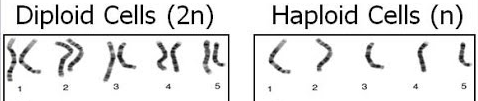 Diploid Cells (2n) Haploid Cells (n)
1 2 3 4 5 1 2 3 4 5